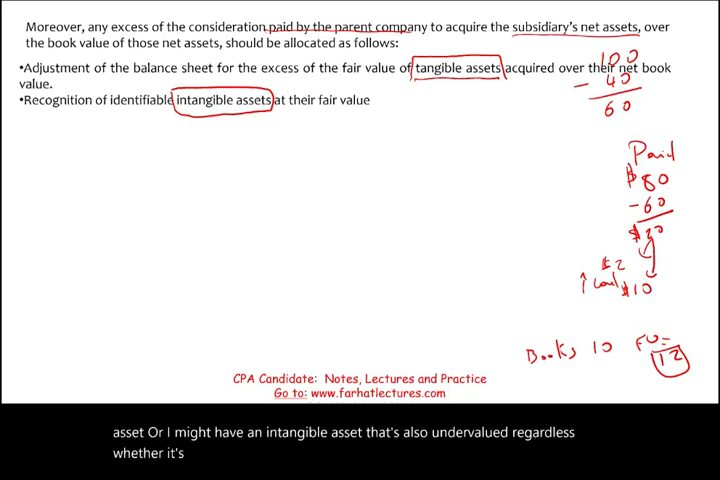 Moreover, any excess of the consideration paid by the parent company to acquire the subsidiary's net assets, over
the book value of those net assets, should be allocated as follows:
•Adjustment of the balance sheet for the excess of the fair value of tangible assets acquired over their net book
value.
•Recognition of identifiable intangible assets at their fair value
100
- 40
60
Paid
$80
-60
$20
$2
↑ Land $10
Books 10 FV=
12
CPA Candidate: Notes, Lectures and Practice
Go to: www.farhatlectures.com
asset Or I might have an intangible asset that's also undervalued regardless
whether it's